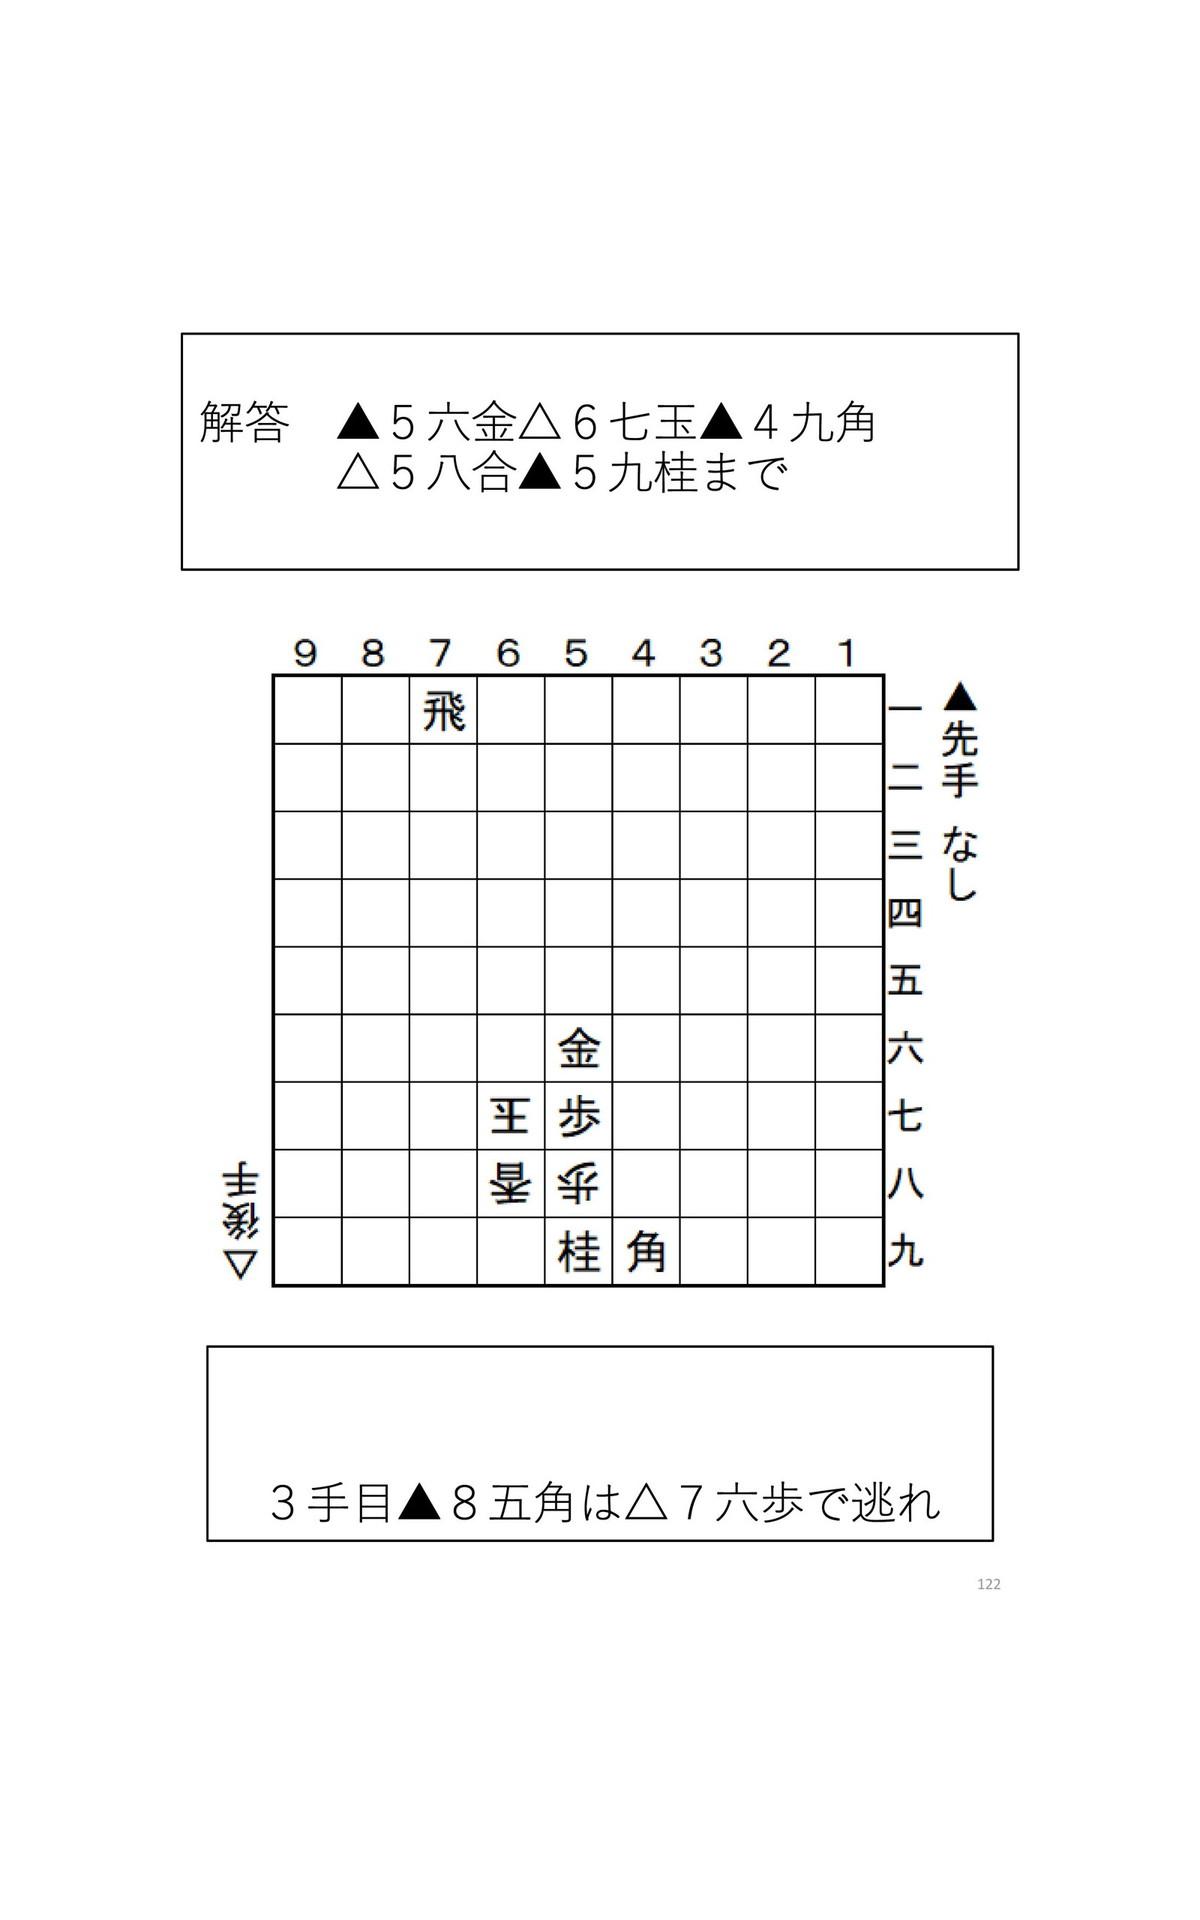 解答　▲5六金△6七玉▲4九角
△5八合▲5九桂まで
9 8 7 6 5 4 3 2 1
飛 一
二
三
四
五
金 六
王 歩 七
香 歩 八
桂 角 九
▲先手 なし
△後手
3手目▲8五角は△7六歩で逃れ
122